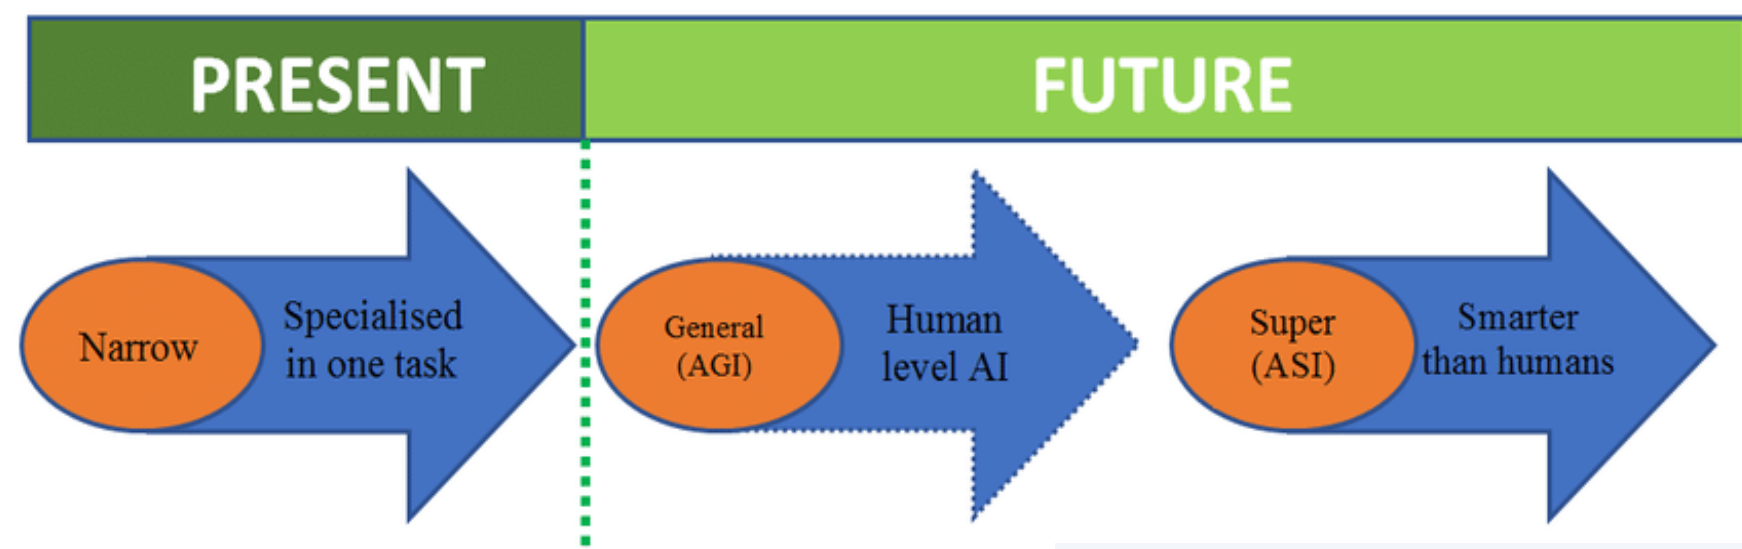 PRESENT
FUTURE
Narrow
Specialised
in one task
General
(AGI)
Human
level AI
Super
(ASI)
Smarter
than humans